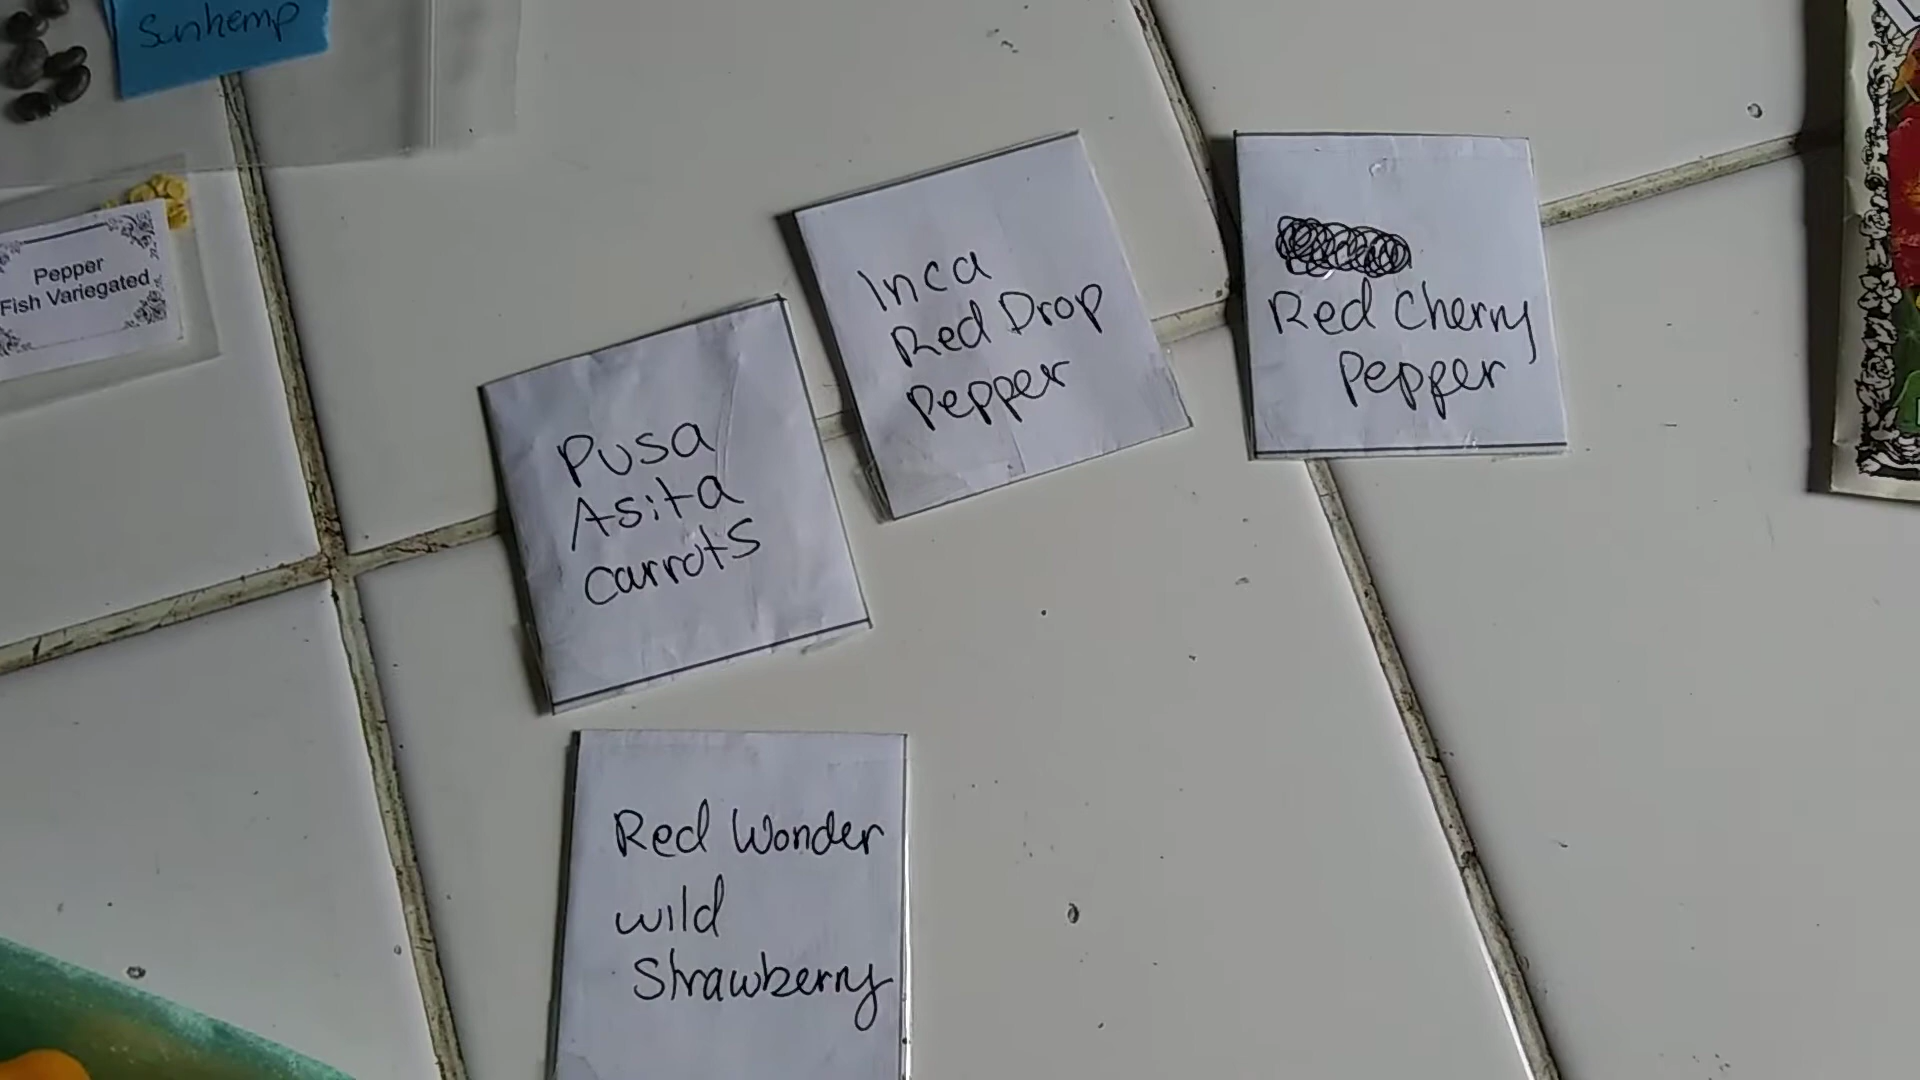 Sunhemp
Pepper
Fish Variegated
Pusa
Asita
Carrots
Inca
Red Drop
Pepper
Red Cherry
Pepper
Red Wonder
wild
Strawberry